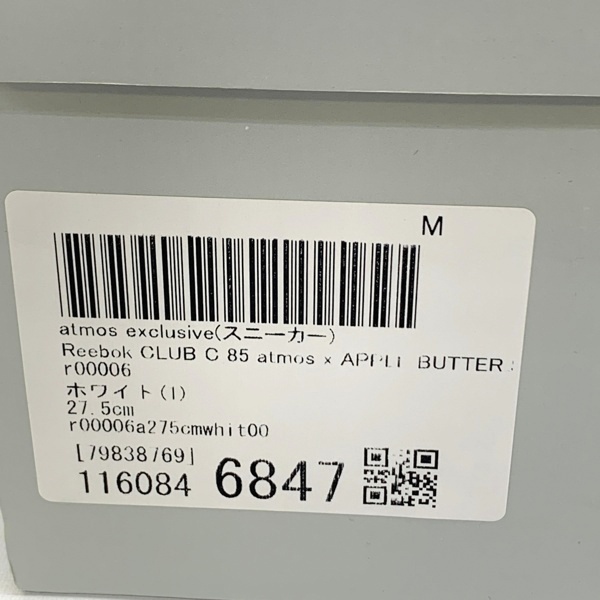 M
atmos exclusive(スニーカー)
Reebok CLUB C 85 atmos × APPLE BUTTER
r00006
ホワイト(1)
27.5cm
r00006a275cmwhit00
[79838769]
116084 6847